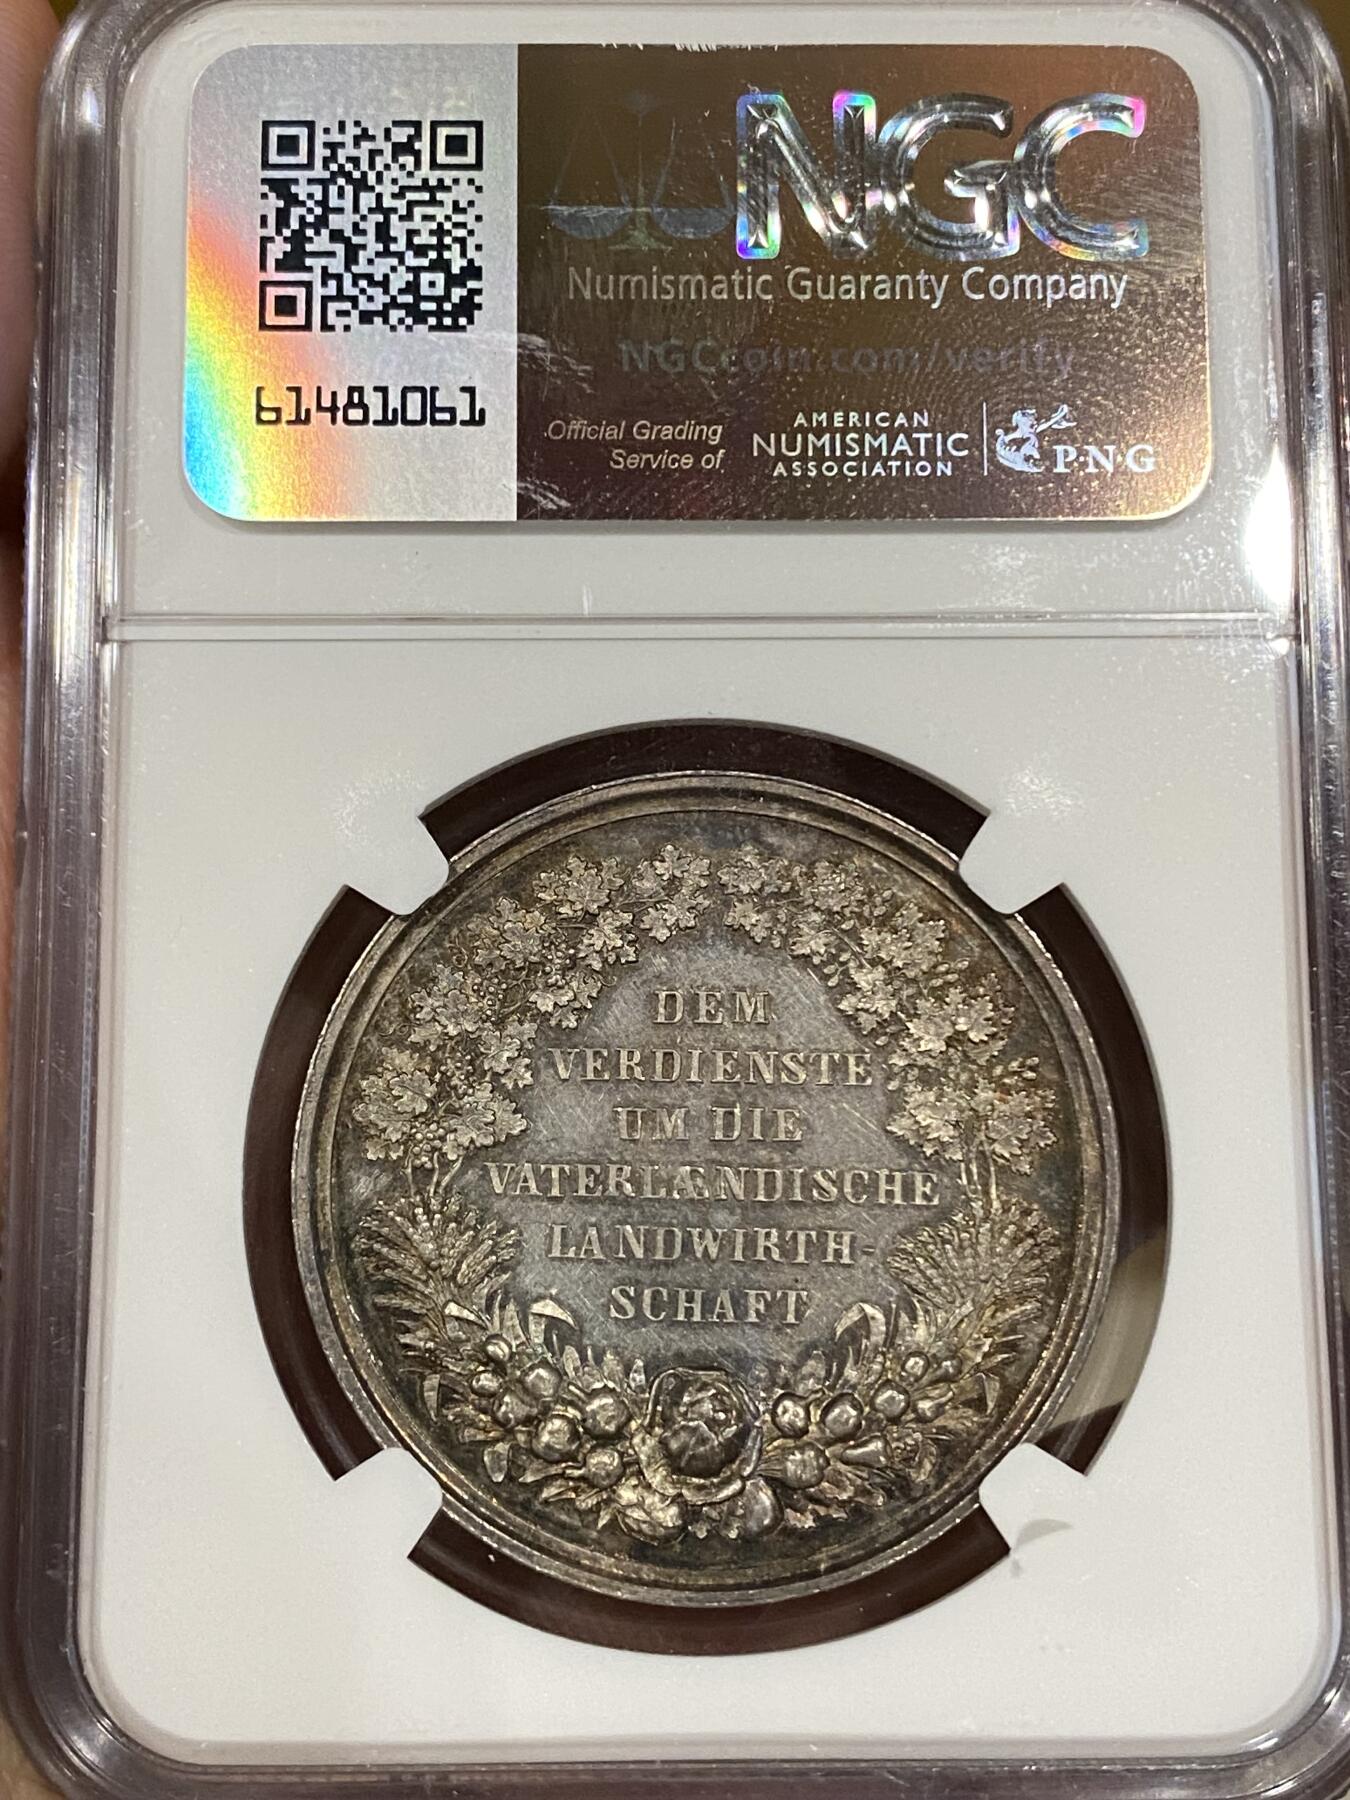 NGC
Numismatic Guaranty Company
NGCcoin.com/verify
61481061
Official Grading
Service of
AMERICAN
NUMISMATIC
ASSOCIATION
P·N·G
DEM
VERDIENSTE
UM DIE
VATERLÆNDISCHE
LANDWIRTH-
SCHAFT